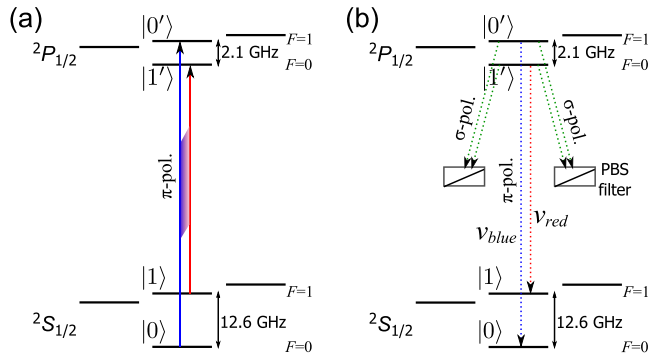 (a)
|0′⟩
F=1
2.1 GHz
²P₁/₂
|1′⟩
F=0
π-pol.
|1⟩
F=1
²S₁/₂
12.6 GHz
|0⟩
F=0
(b)
|0′⟩
F=1
2.1 GHz
²P₁/₂
|1′⟩
F=0
σ-pol.
σ-pol.
PBS
filter
π-pol.
ν_blue
ν_red
|1⟩
F=1
²S₁/₂
12.6 GHz
|0⟩
F=0